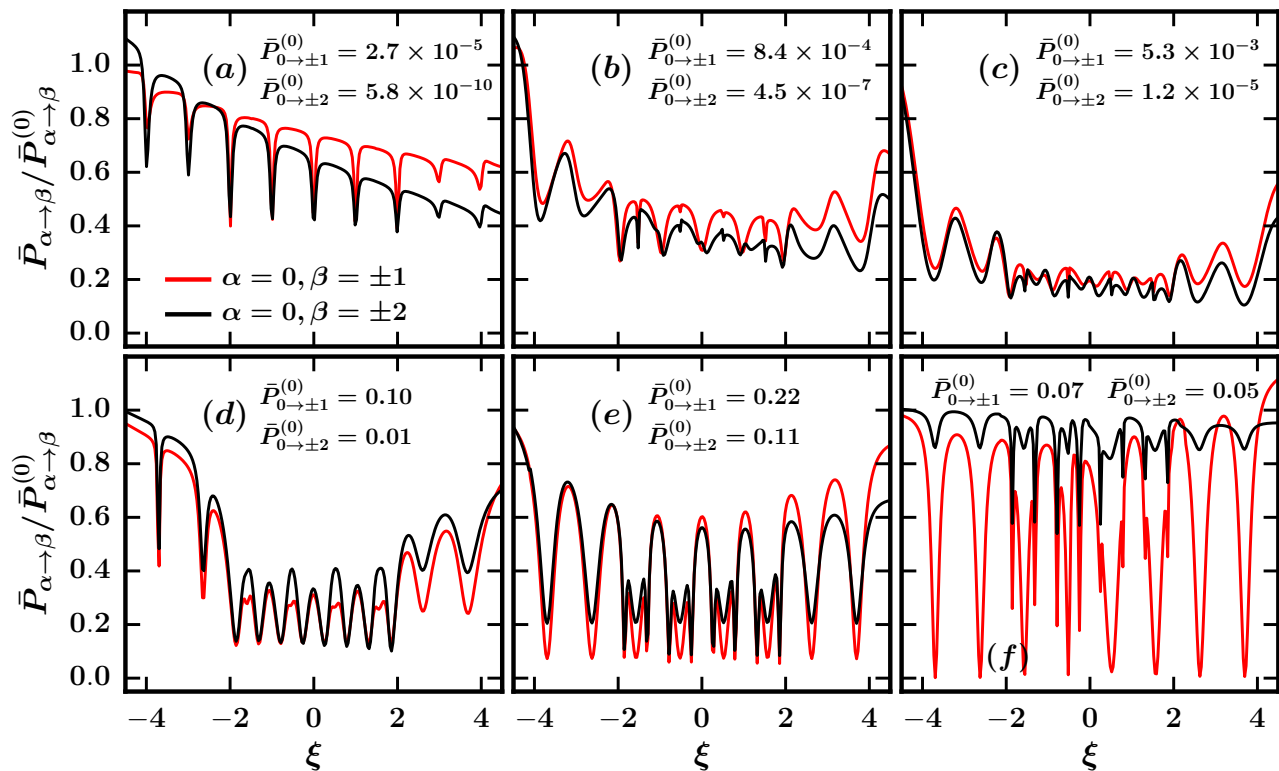 P̄_{α→β}/P̄^{(0)}_{α→β}
1.0
0.8
0.6
0.4
0.2
0.0
(a)
P̄^{(0)}_{0→±1} = 2.7 × 10^{-5}
P̄^{(0)}_{0→±2} = 5.8 × 10^{-10}
α = 0, β = ±1
α = 0, β = ±2
(b)
P̄^{(0)}_{0→±1} = 8.4 × 10^{-4}
P̄^{(0)}_{0→±2} = 4.5 × 10^{-7}
(c)
P̄^{(0)}_{0→±1} = 5.3 × 10^{-3}
P̄^{(0)}_{0→±2} = 1.2 × 10^{-5}
P̄_{α→β}/P̄^{(0)}_{α→β}
1.0
0.8
0.6
0.4
0.2
0.0
(d)
P̄^{(0)}_{0→±1} = 0.10
P̄^{(0)}_{0→±2} = 0.01
(e)
P̄^{(0)}_{0→±1} = 0.22
P̄^{(0)}_{0→±2} = 0.11
P̄^{(0)}_{0→±1} = 0.07 P̄^{(0)}_{0→±2} = 0.05
(f)
−4 −2 0 2 4
−4 −2 0 2 4
−4 −2 0 2 4
ξ
ξ
ξ